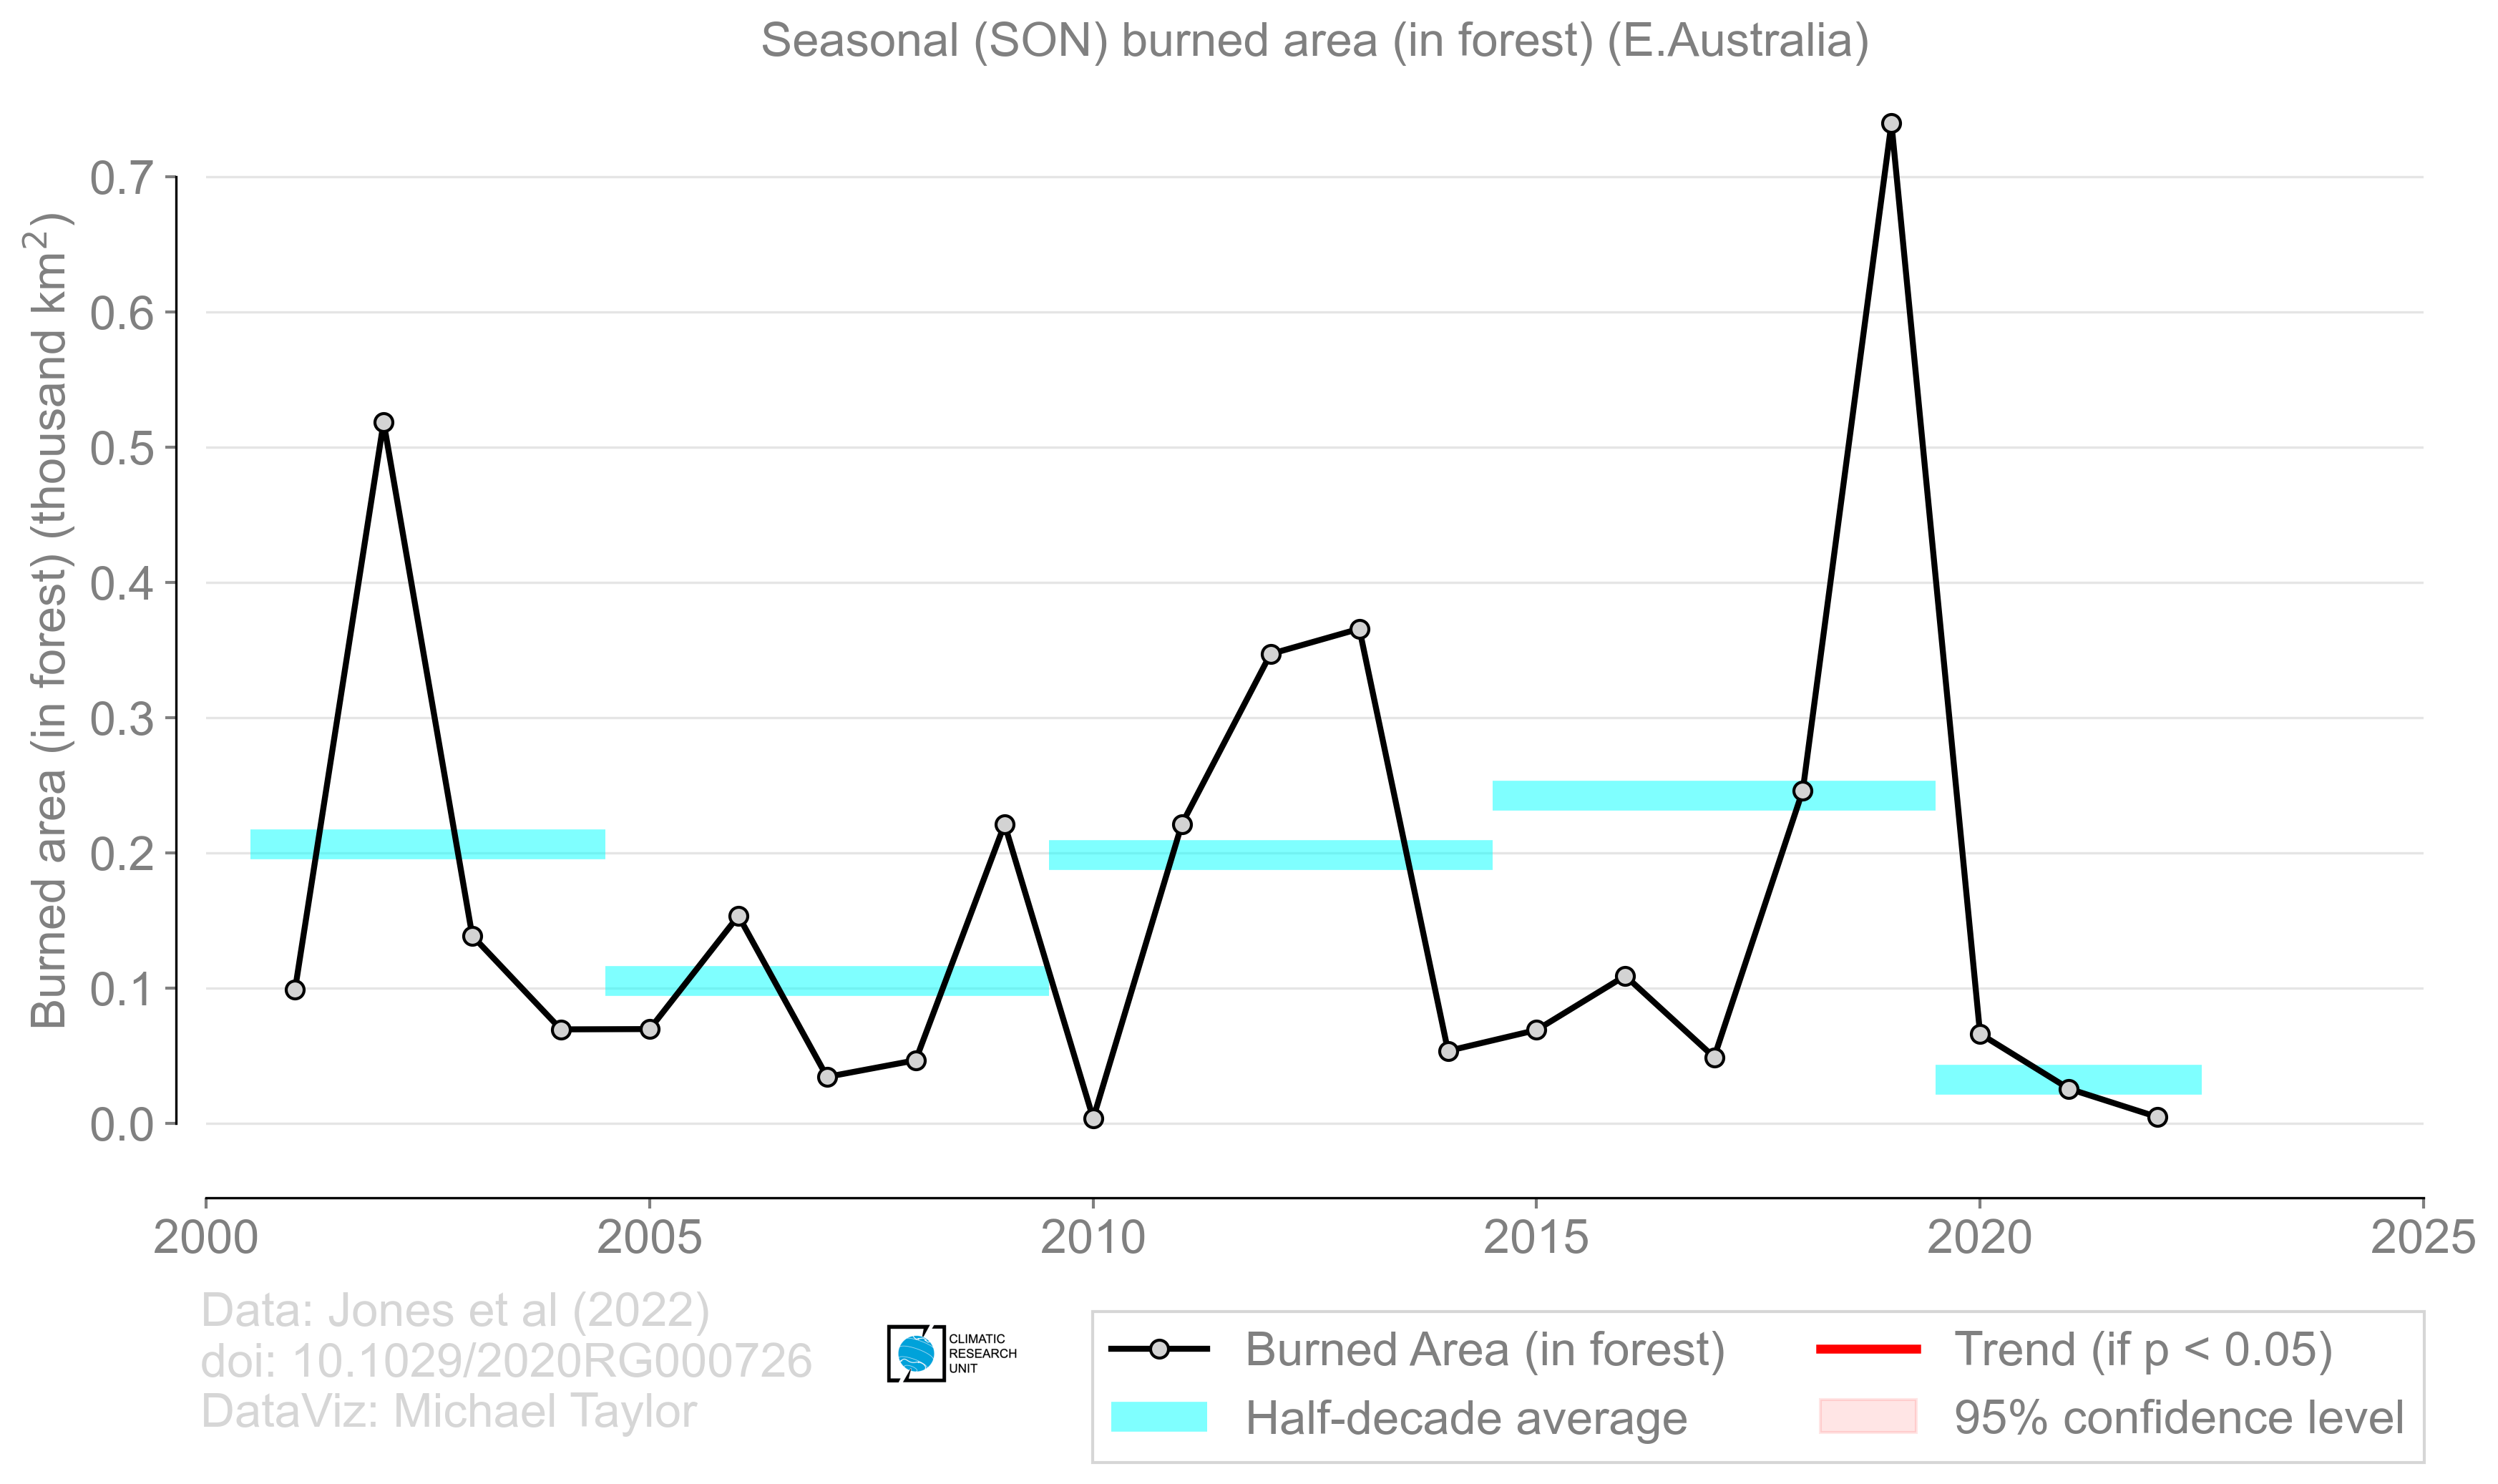 Seasonal (SON) burned area (in forest) (E.Australia)
Burned area (in forest) (thousand km²)
0.7
0.6
0.5
0.4
0.3
0.2
0.1
0.0
2000 2005 2010 2015 2020 2025
Data: Jones et al (2022)
doi: 10.1029/2020RG000726
DataViz: Michael Taylor
CLIMATIC
RESEARCH
UNIT
Burned Area (in forest)
Half-decade average
Trend (if p < 0.05)
95% confidence level